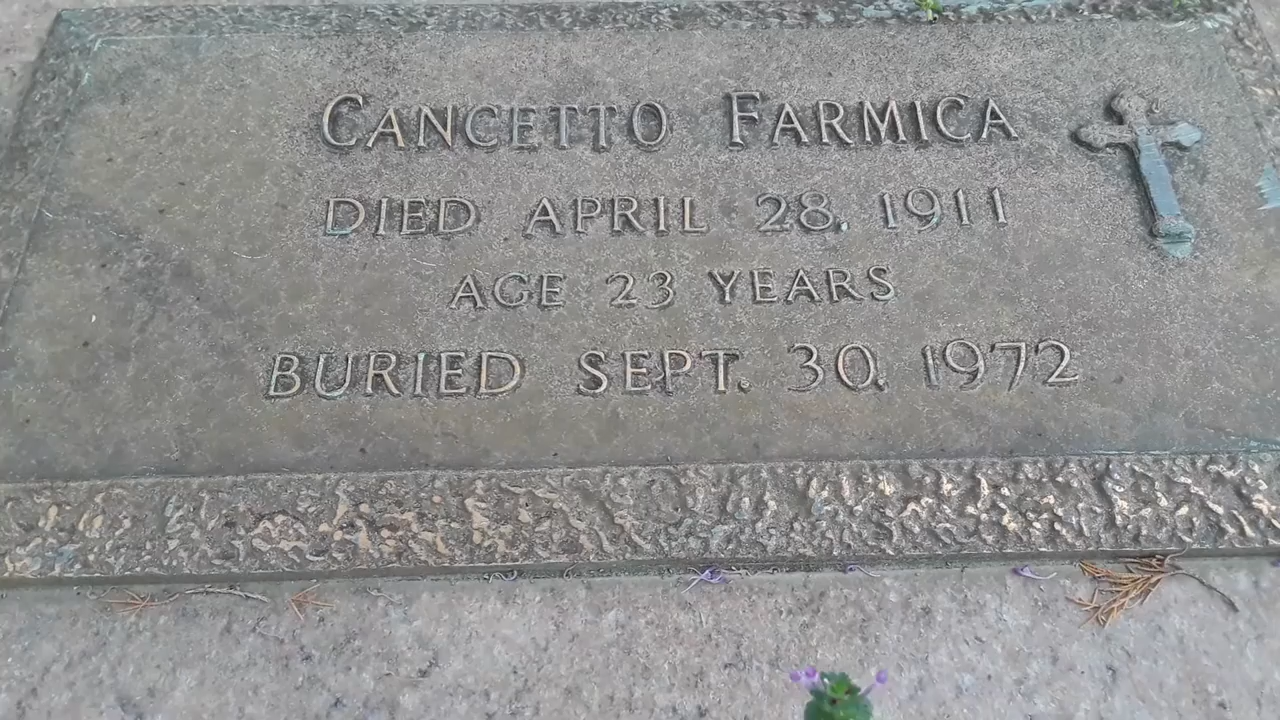 CANCETTO FARMICA
DIED APRIL 28, 1911
AGE 23 YEARS
BURIED SEPT. 30, 1972